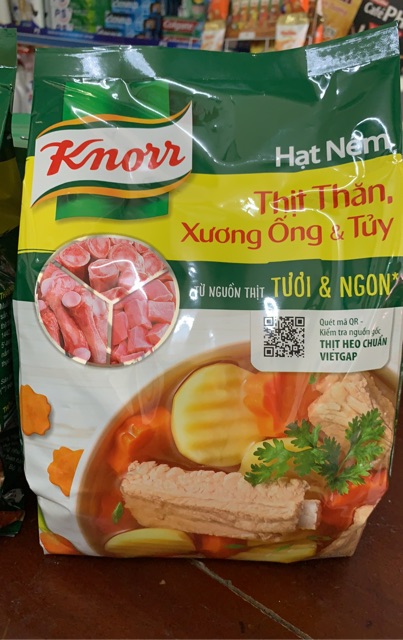 Knorr
Hạt Nêm
Thịt Thăn,
Xương Ống & Tủy
TỪ NGUỒN THỊT TƯƠI & NGON*
Quét mã QR -
Kiểm tra nguồn gốc
THỊT HEO CHUẨN
VIETGAP